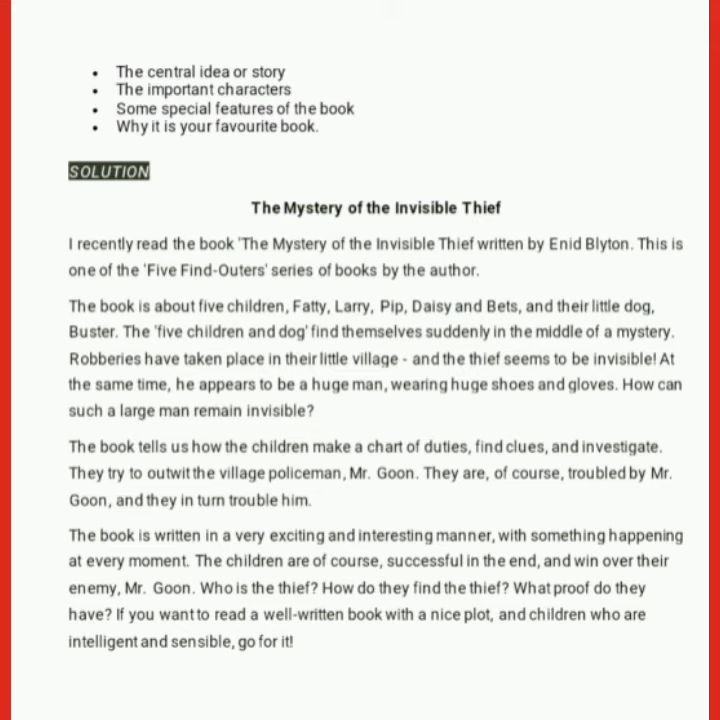 • The central idea or story
• The important characters
• Some special features of the book
• Why it is your favourite book.
SOLUTION
The Mystery of the Invisible Thief
I recently read the book 'The Mystery of the Invisible Thief written by Enid Blyton. This is
one of the 'Five Find-Outers' series of books by the author.
The book is about five children, Fatty, Larry, Pip, Daisy and Bets, and their little dog,
Buster. The 'five children and dog' find themselves suddenly in the middle of a mystery.
Robberies have taken place in their little village - and the thief seems to be invisible! At
the same time, he appears to be a huge man, wearing huge shoes and gloves. How can
such a large man remain invisible?
The book tells us how the children make a chart of duties, find clues, and investigate.
They try to outwit the village policeman, Mr. Goon. They are, of course, troubled by Mr.
Goon, and they in turn trouble him.
The book is written in a very exciting and interesting manner, with something happening
at every moment. The children are of course, successful in the end, and win over their
enemy, Mr. Goon. Who is the thief? How do they find the thief? What proof do they
have? If you want to read a well-written book with a nice plot, and children who are
intelligent and sensible, go for it!